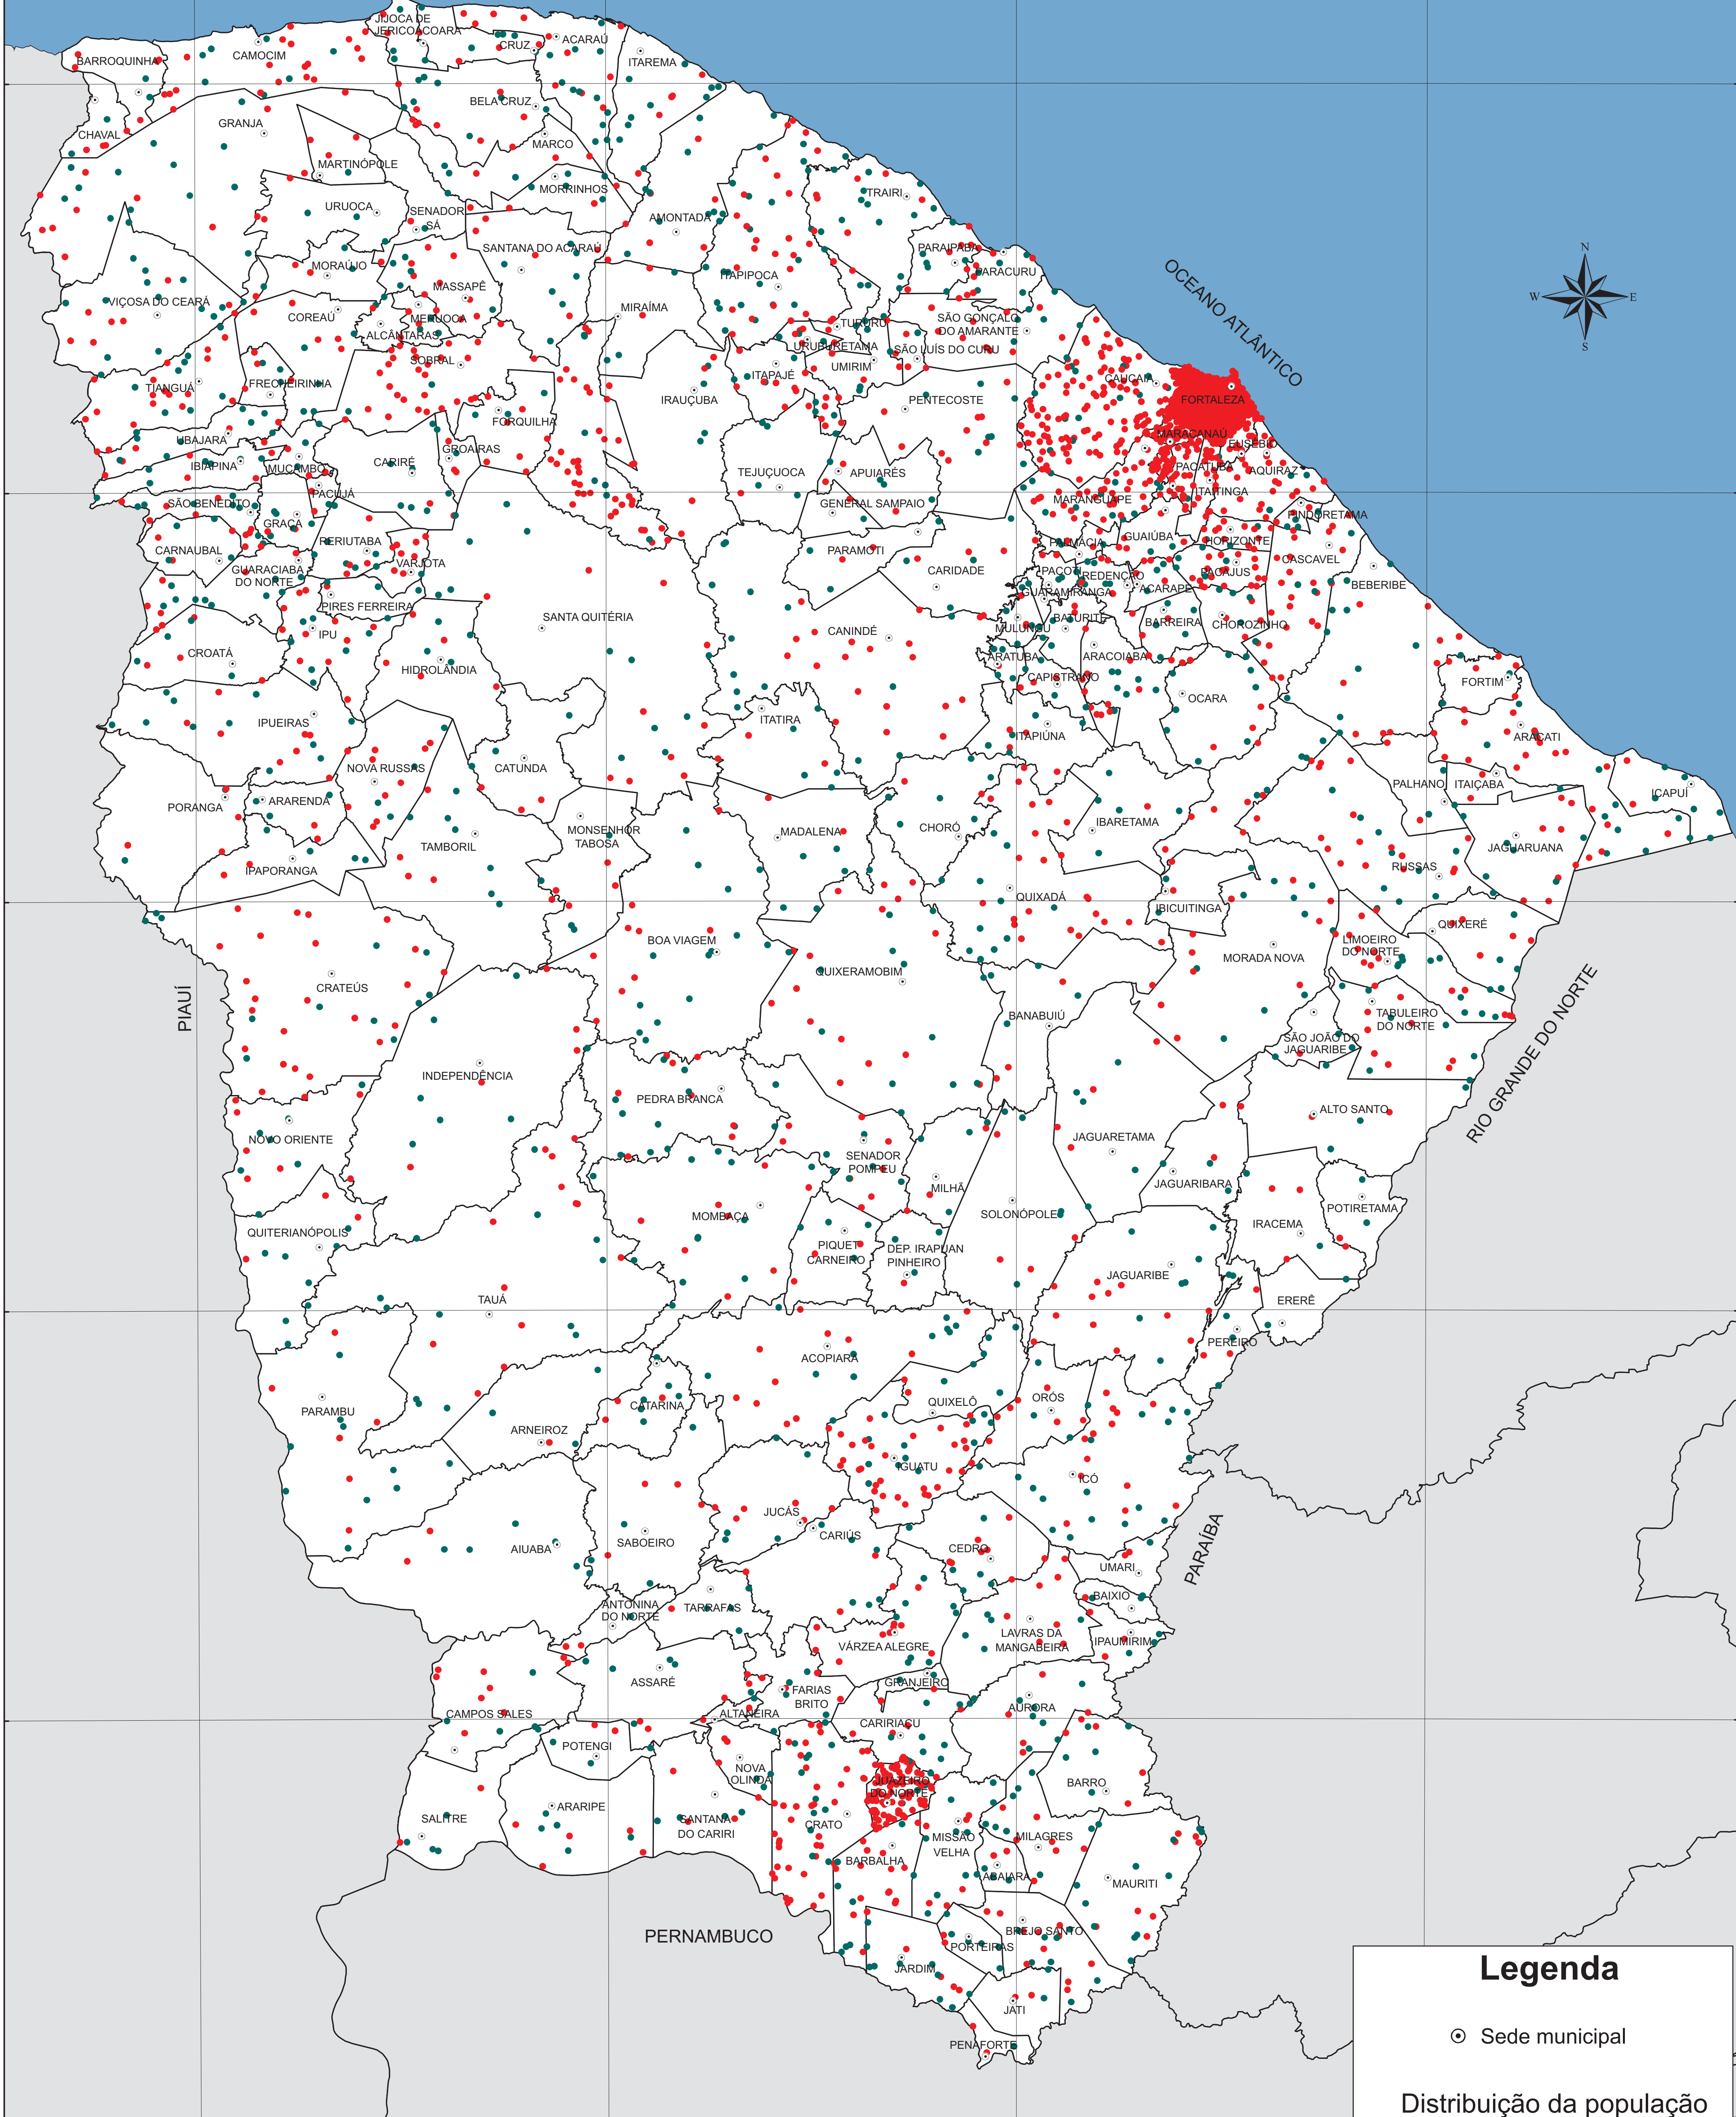 JIJOCA DE
JERICOACOARA
CRUZ
ACARAÚ
BARROQUINHA
CAMOCIM
ITAREMA
BELA CRUZ
GRANJA
CHAVAL
MARCO
MARTINÓPOLE
MORRINHOS
TRAIRI
URUOCA
SENADOR
SÁ
AMONTADA
SANTANA DO ACARAÚ
PARAIPABA
PARACURU
MORAÚJO
ITAPIPOCA
OCEANO ATLÂNTICO
N
W
E
S
MASSAPÊ
VIÇOSA DO CEARÁ
MIRAÍMA
COREAÚ
MERUOCA
TURURU
SÃO GONÇALO
DO AMARANTE
ALCÂNTARAS
URUBURETAMA
SÃO LUÍS DO CURU
SOBRAL
UMIRIM
ITAPAJÉ
CAUCAIA
TIANGUÁ
FRECHEIRINHA
IRAUÇUBA
PENTECOSTE
FORTALEZA
FORQUILHA
MARACANAÚ
UBAJARA
EUSÉBIO
GROAÍRAS
IBIAPINA
MUCAMBO
CARIRÉ
TEJUÇUOCA
APUIARÉS
PACATUBA
AQUIRAZ
PACUJÁ
ITAITINGA
SÃO BENEDITO
GENERAL SAMPAIO
MARANGUAPE
GRAÇA
PINDORETAMA
RERIUTABA
PALMÁCIA
GUAIÚBA
HORIZONTE
CARNAUBAL
PARAMOTI
CASCAVEL
VARJOTA
GUARACIABA
DO NORTE
CARIDADE
PACOTI
REDENÇÃO
PACAJUS
BEBERIBE
GUARAMIRANGA
ACARAPE
PIRES FERREIRA
SANTA QUITÉRIA
BATURITÉ
BARREIRA
CHOROZINHO
IPU
CANINDÉ
MULUNGU
CROATÁ
ARATUBA
ARACOIABA
HIDROLÂNDIA
CAPISTRANO
FORTIM
OCARA
IPUEIRAS
ITATIRA
ITAPIÚNA
ARACATI
NOVA RUSSAS
CATUNDA
PALHANO
ITAIÇABA
ICAPUÍ
PORANGA
ARARENDA
MONSENHOR
TABOSA
MADALENA
CHORÓ
IBARETAMA
TAMBORIL
JAGUARUANA
IPAPORANGA
RUSSAS
QUIXADÁ
IBICUITINGA
QUIXERÉ
BOA VIAGEM
LIMOEIRO
DO NORTE
MORADA NOVA
QUIXERAMOBIM
CRATEÚS
PIAUÍ
BANABUIÚ
TABULEIRO
DO NORTE
SÃO JOÃO DO
JAGUARIBE
RIO GRANDE DO NORTE
INDEPENDÊNCIA
PEDRA BRANCA
ALTO SANTO
NOVO ORIENTE
JAGUARETAMA
SENADOR
POMPEU
JAGUARIBARA
MILHÃ
POTIRETAMA
MOMBAÇA
SOLONÓPOLE
IRACEMA
QUITERIANÓPOLIS
PIQUET
CARNEIRO
DEP. IRAPUAN
PINHEIRO
JAGUARIBE
TAUÁ
ERERÊ
PEREIRO
ACOPIARA
ORÓS
QUIXELÔ
CATARINA
PARAMBU
ARNEIROZ
IGUATU
ICÓ
JUCÁS
CARIÚS
SABOEIRO
AIUABA
CEDRO
PARAÍBA
UMARI
BAIXIO
ANTONINA
DO NORTE
TARRAFAS
LAVRAS DA
MANGABEIRA
IPAUMIRIM
VÁRZEA ALEGRE
ASSARÉ
GRANJEIRO
FARIAS
BRITO
AURORA
CAMPOS SALES
ALTANEIRA
CARIRIAÇU
POTENGI
NOVA
OLINDA
JUAZEIRO
DO NORTE
BARRO
ARARIPE
SALITRE
SANTANA
DO CARIRI
CRATO
MISSÃO
VELHA
MILAGRES
BARBALHA
ABAIARA
MAURITI
PERNAMBUCO
BREJO SANTO
PORTEIRAS
JARDIM
JATI
PENAFORTE
Legenda
Sede municipal
Distribuição da população